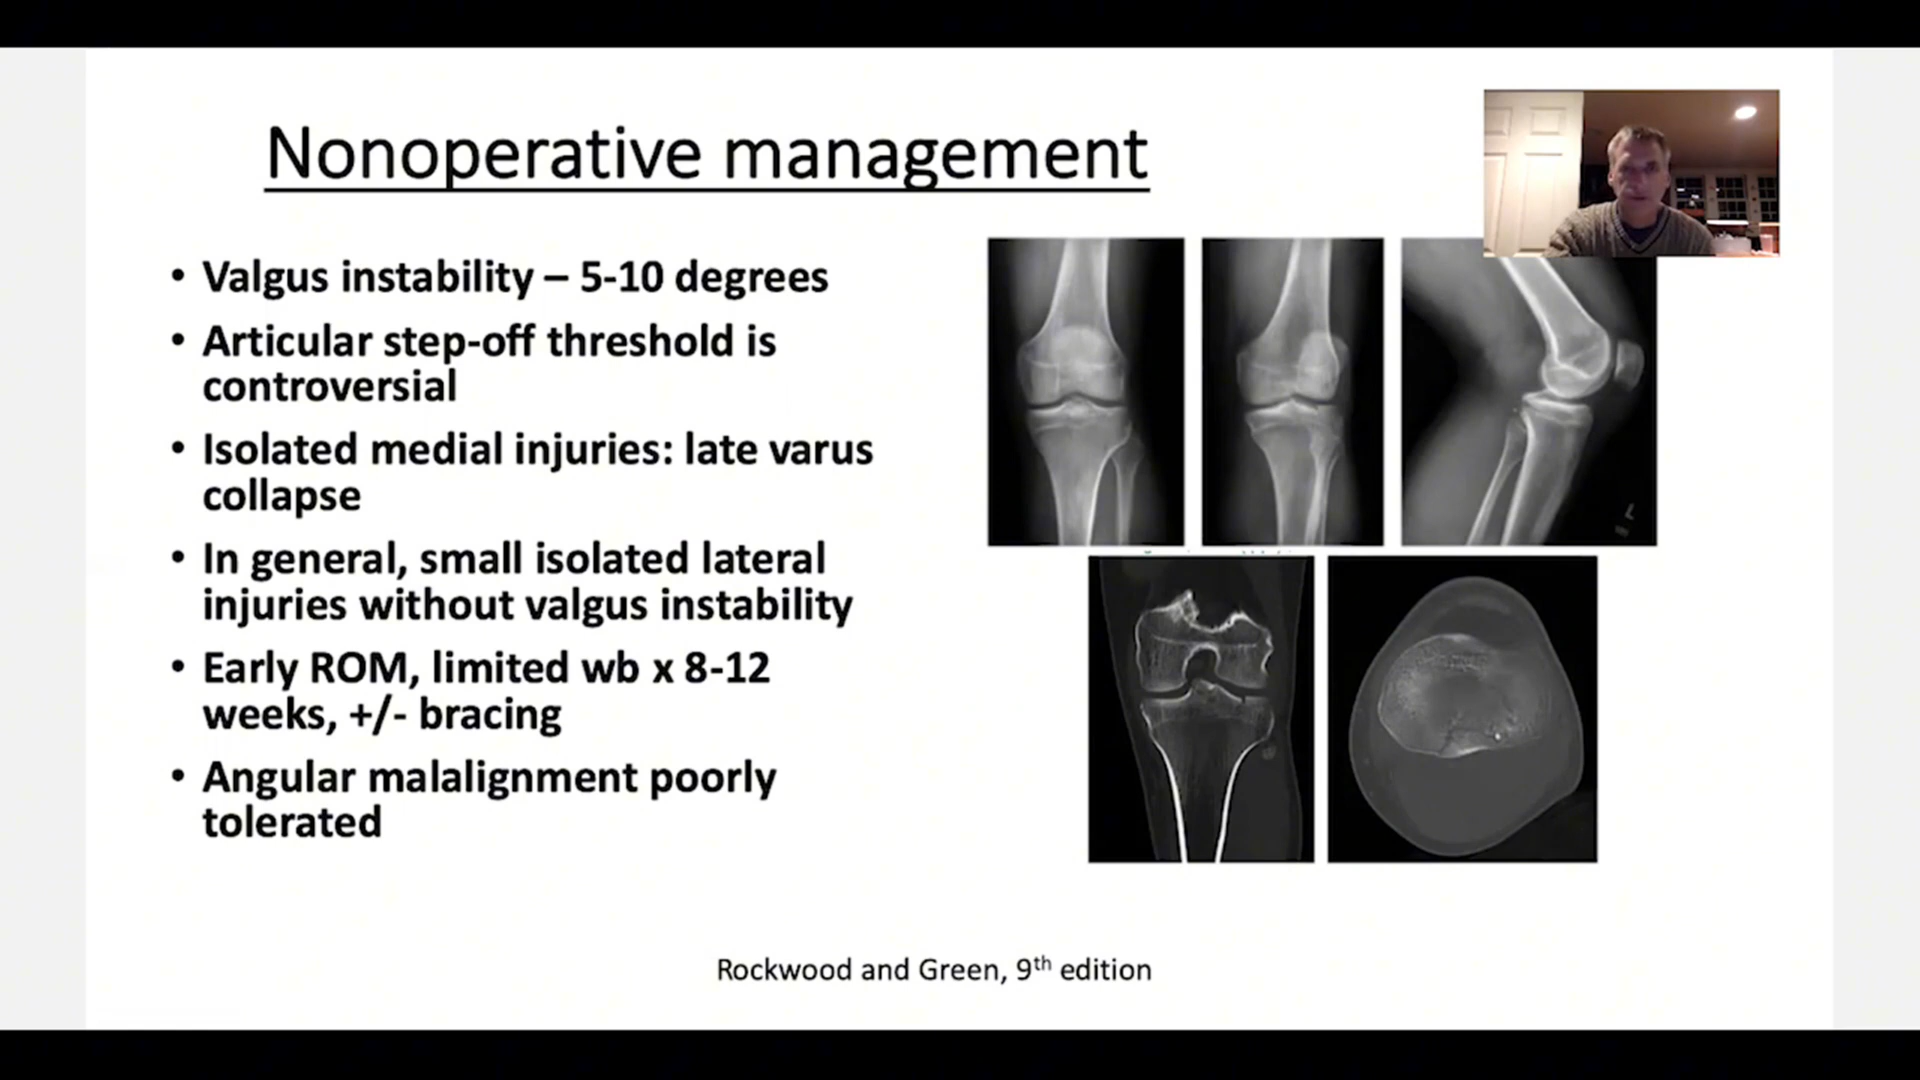 Nonoperative management
• Valgus instability – 5-10 degrees
• Articular step-off threshold is
controversial
• Isolated medial injuries: late varus
collapse
• In general, small isolated lateral
injuries without valgus instability
• Early ROM, limited wb x 8-12
weeks, +/- bracing
• Angular malalignment poorly
tolerated
L
Rockwood and Green, 9th edition